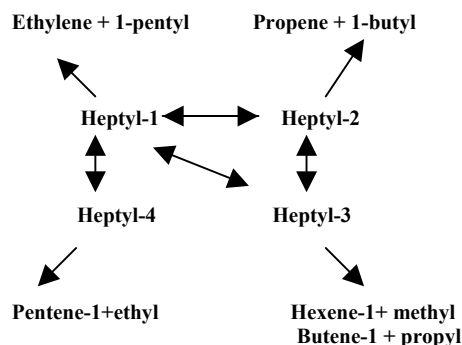 Ethylene + 1-pentyl
Propene + 1-butyl
Heptyl-1
Heptyl-2
Heptyl-4
Heptyl-3
Pentene-1+ethyl
Hexene-1+ methyl
Butene-1 + propyl